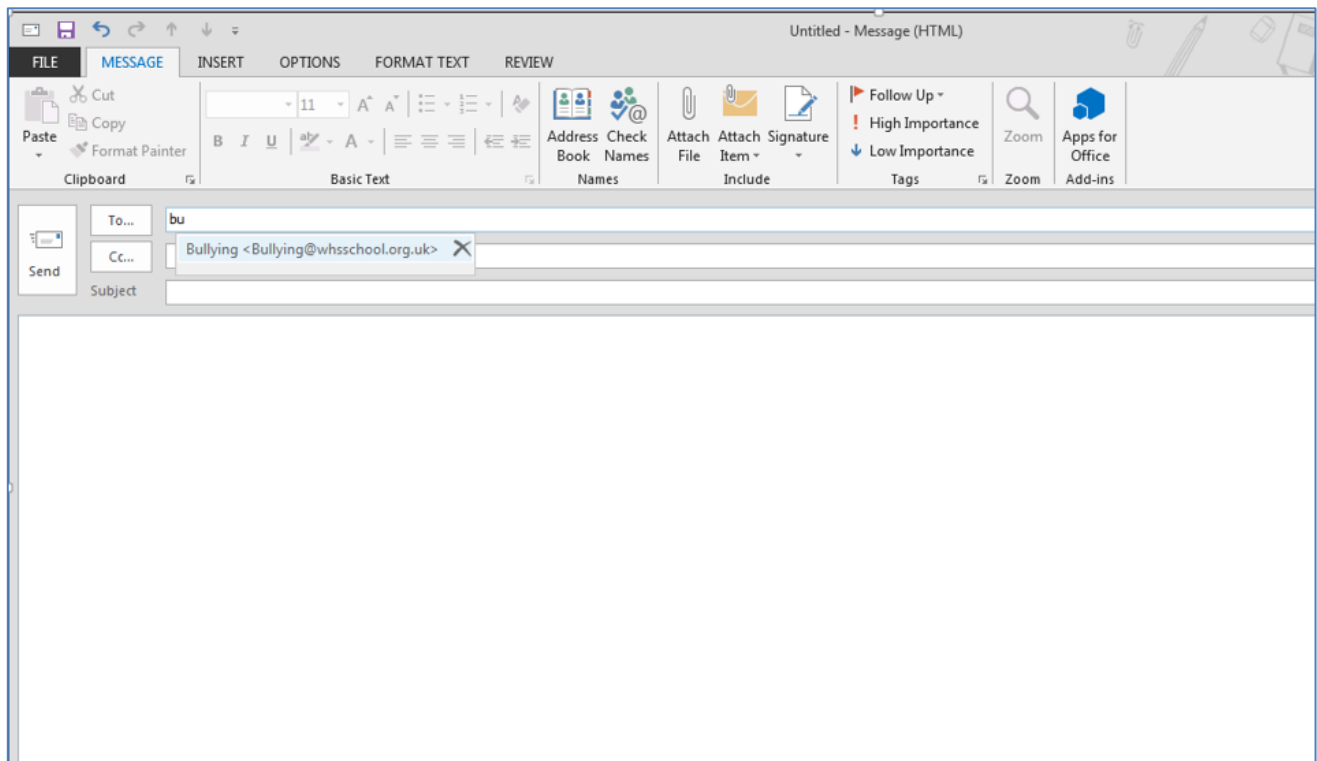 Untitled - Message (HTML)
FILE MESSAGE INSERT OPTIONS FORMAT TEXT REVIEW
Paste
Cut
Copy
Format Painter
Clipboard
11 A A
B I U aby A
Basic Text
Address Book
Check Names
Names
Attach File
Attach Item
Signature
Include
Follow Up
! High Importance
Low Importance
Tags
Zoom
Zoom
Apps for Office
Add-ins
Send
To... bu
Bullying <Bullying@whsschool.org.uk>
Cc...
Subject